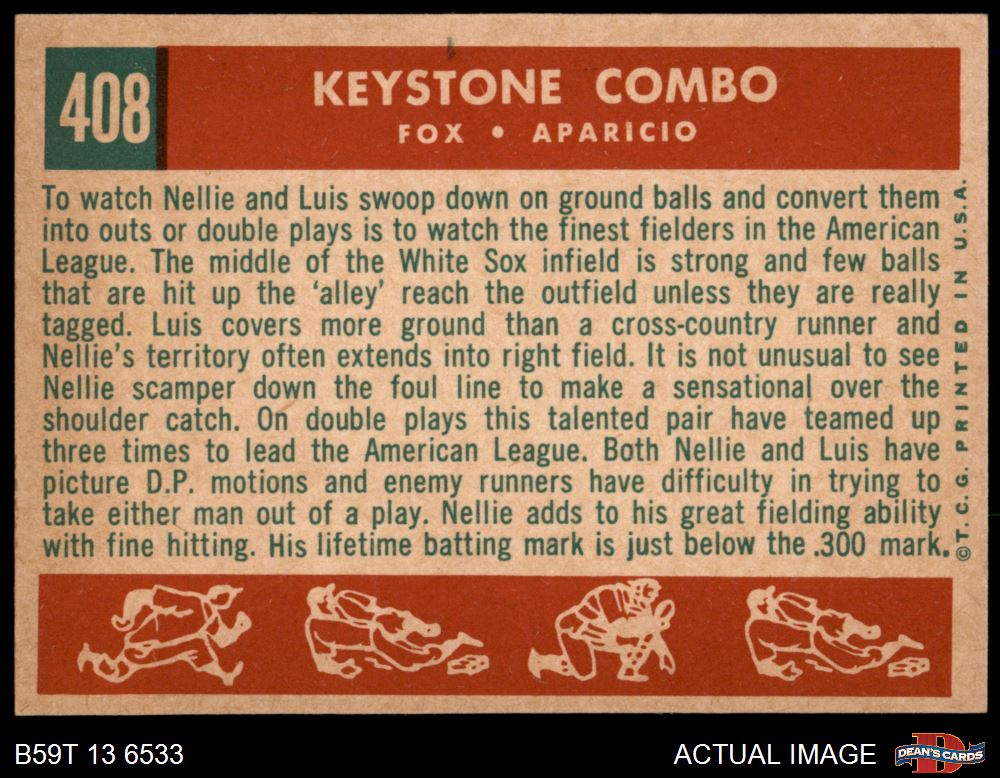 408
KEYSTONE COMBO
FOX • APARICIO
To watch Nellie and Luis swoop down on ground balls and convert them
into outs or double plays is to watch the finest fielders in the American
League. The middle of the White Sox infield is strong and few balls
that are hit up the ‘alley’ reach the outfield unless they are really
tagged. Luis covers more ground than a cross-country runner and
Nellie’s territory often extends into right field. It is not unusual to see
Nellie scamper down the foul line to make a sensational over the
shoulder catch. On double plays this talented pair have teamed up
three times to lead the American League. Both Nellie and Luis have
picture D.P. motions and enemy runners have difficulty in trying to
take either man out of a play. Nellie adds to his great fielding ability
with fine hitting. His lifetime batting mark is just below the .300 mark.
©T.C.G. PRINTED IN U.S.A.
B59T 13 6533
ACTUAL IMAGE
DEAN'S CARDS